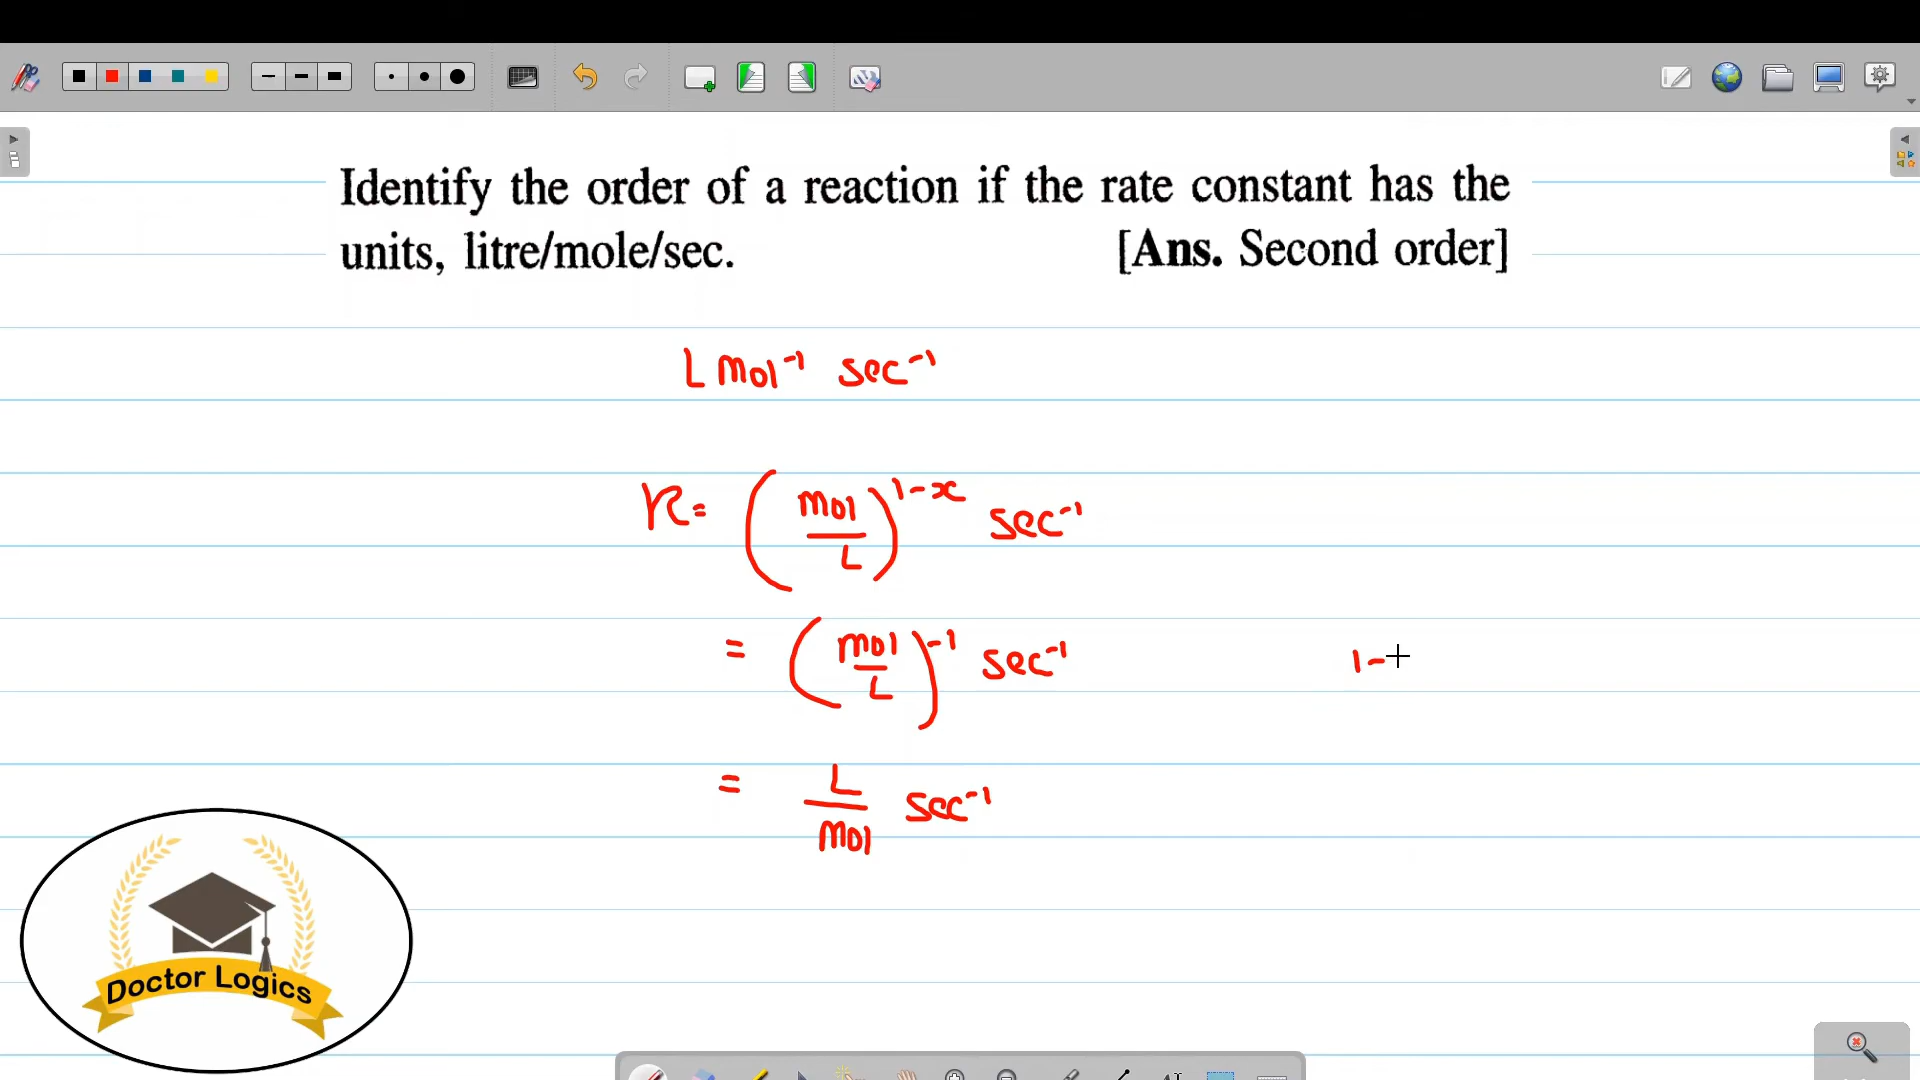 Identify the order of a reaction if the rate constant has the
units, litre/mole/sec. [Ans. Second order]
L mol⁻¹ sec⁻¹
K = (mol/L)¹⁻ˣ sec⁻¹
= (mol/L)⁻¹ sec⁻¹
1-
= L/mol sec⁻¹
Doctor Logics